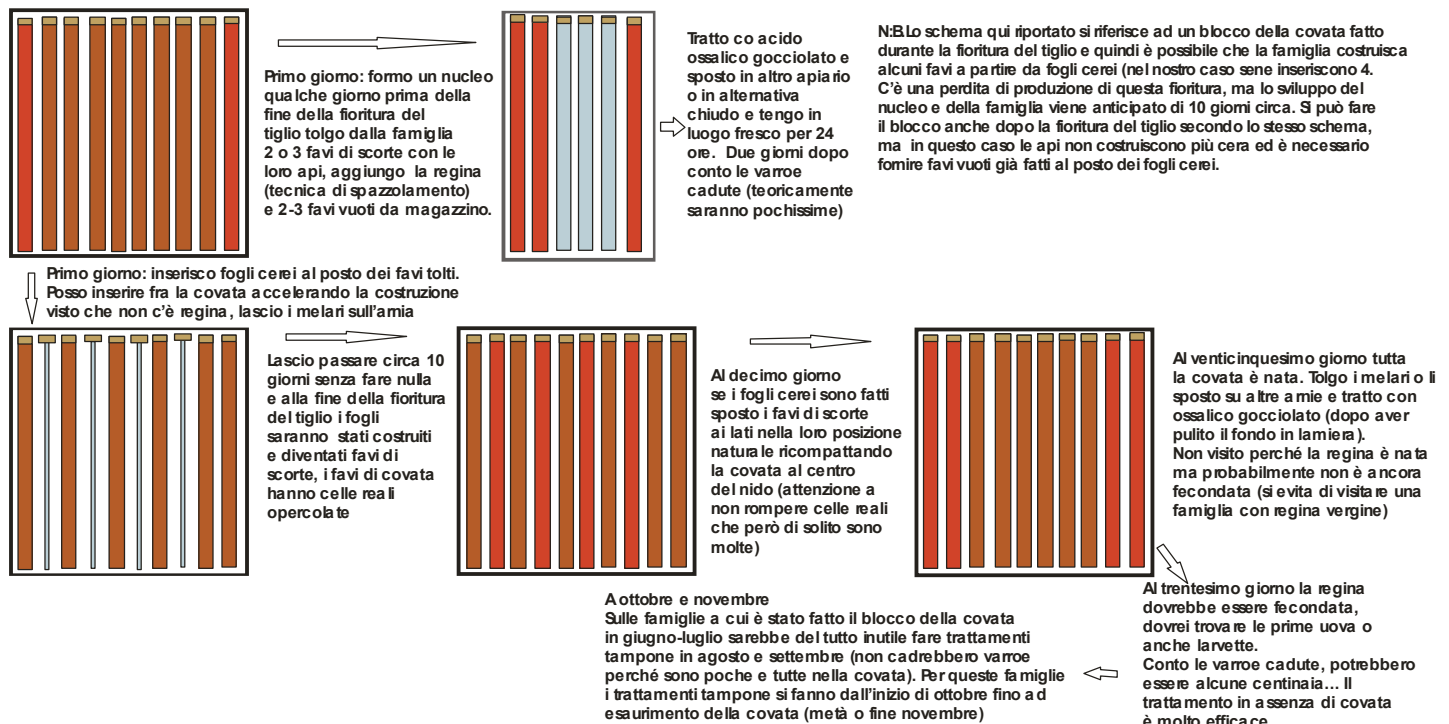 Primo giorno: formo un nucleo
qualche giorno prima della
fine della fioritura del
tiglio tolgo dalla famiglia
2 o 3 favi di scorte con le
loro api, aggiungo la regina
(tecnica di spazzolamento)
e 2-3 favi vuoti da magazzino.
Tratto co acido
ossalico gocciolato e
sposto in altro apiario
o in alternativa
chiudo e tengo in
luogo fresco per 24
ore. Due giorni dopo
conto le varroe
cadute (teoricamente
saranno pochissime)
N:B.Lo schema qui riportato si riferisce ad un blocco della covata fatto
durante la fioritura del tiglio e quindi è possibile che la famiglia costruisca
alcuni favi a partire da fogli cerei (nel nostro caso sene inseriscono 4.
C'è una perdita di produzione di questa fioritura, ma lo sviluppo del
nucleo e della famiglia viene anticipato di 10 giorni circa. Si può fare
il blocco anche dopo la fioritura del tiglio secondo lo stesso schema,
ma in questo caso le api non costruiscono più cera ed è necessario
fornire favi vuoti già fatti al posto dei fogli cerei.
Primo giorno: inserisco fogli cerei al posto dei favi tolti.
Posso inserire fra la covata accelerando la costruzione
visto che non c'è regina, lascio i melari sull'arnia
Lascio passare circa 10
giorni senza fare nulla
e alla fine della fioritura
del tiglio i fogli
saranno stati costruiti
e diventati favi di
scorte, i favi di covata
hanno celle reali
opercolate
Al decimo giorno
se i fogli cerei sono fatti
sposto i favi di scorte
ai lati nella loro posizione
naturale ricompattando
la covata al centro
del nido (attenzione a
non rompere celle reali
che però di solito sono
molte)
Al venticinquesimo giorno tutta
la covata è nata. Tolgo i melari o li
sposto su altre arnie e tratto con
ossalico gocciolato (dopo aver
pulito il fondo in lamiera).
Non visito perché la regina è nata
ma probabilmente non è ancora
fecondata (si evita di visitare una
famiglia con regina vergine)
Al trentesimo giorno la regina
dovrebbe essere fecondata,
dovrei trovare le prime uova o
anche larvette.
Conto le varroe cadute, potrebbero
essere alcune centinaia... Il
trattamento in assenza di covata
è molto efficace
A ottobre e novembre
Sulle famiglie a cui è stato fatto il blocco della covata
in giugno-luglio sarebbe del tutto inutile fare trattamenti
tampone in agosto e settembre (non cadrebbero varroe
perché sono poche e tutte nella covata). Per queste famiglie
i trattamenti tampone si fanno dall'inizio di ottobre fino ad
esaurimento della covata (metà o fine novembre)